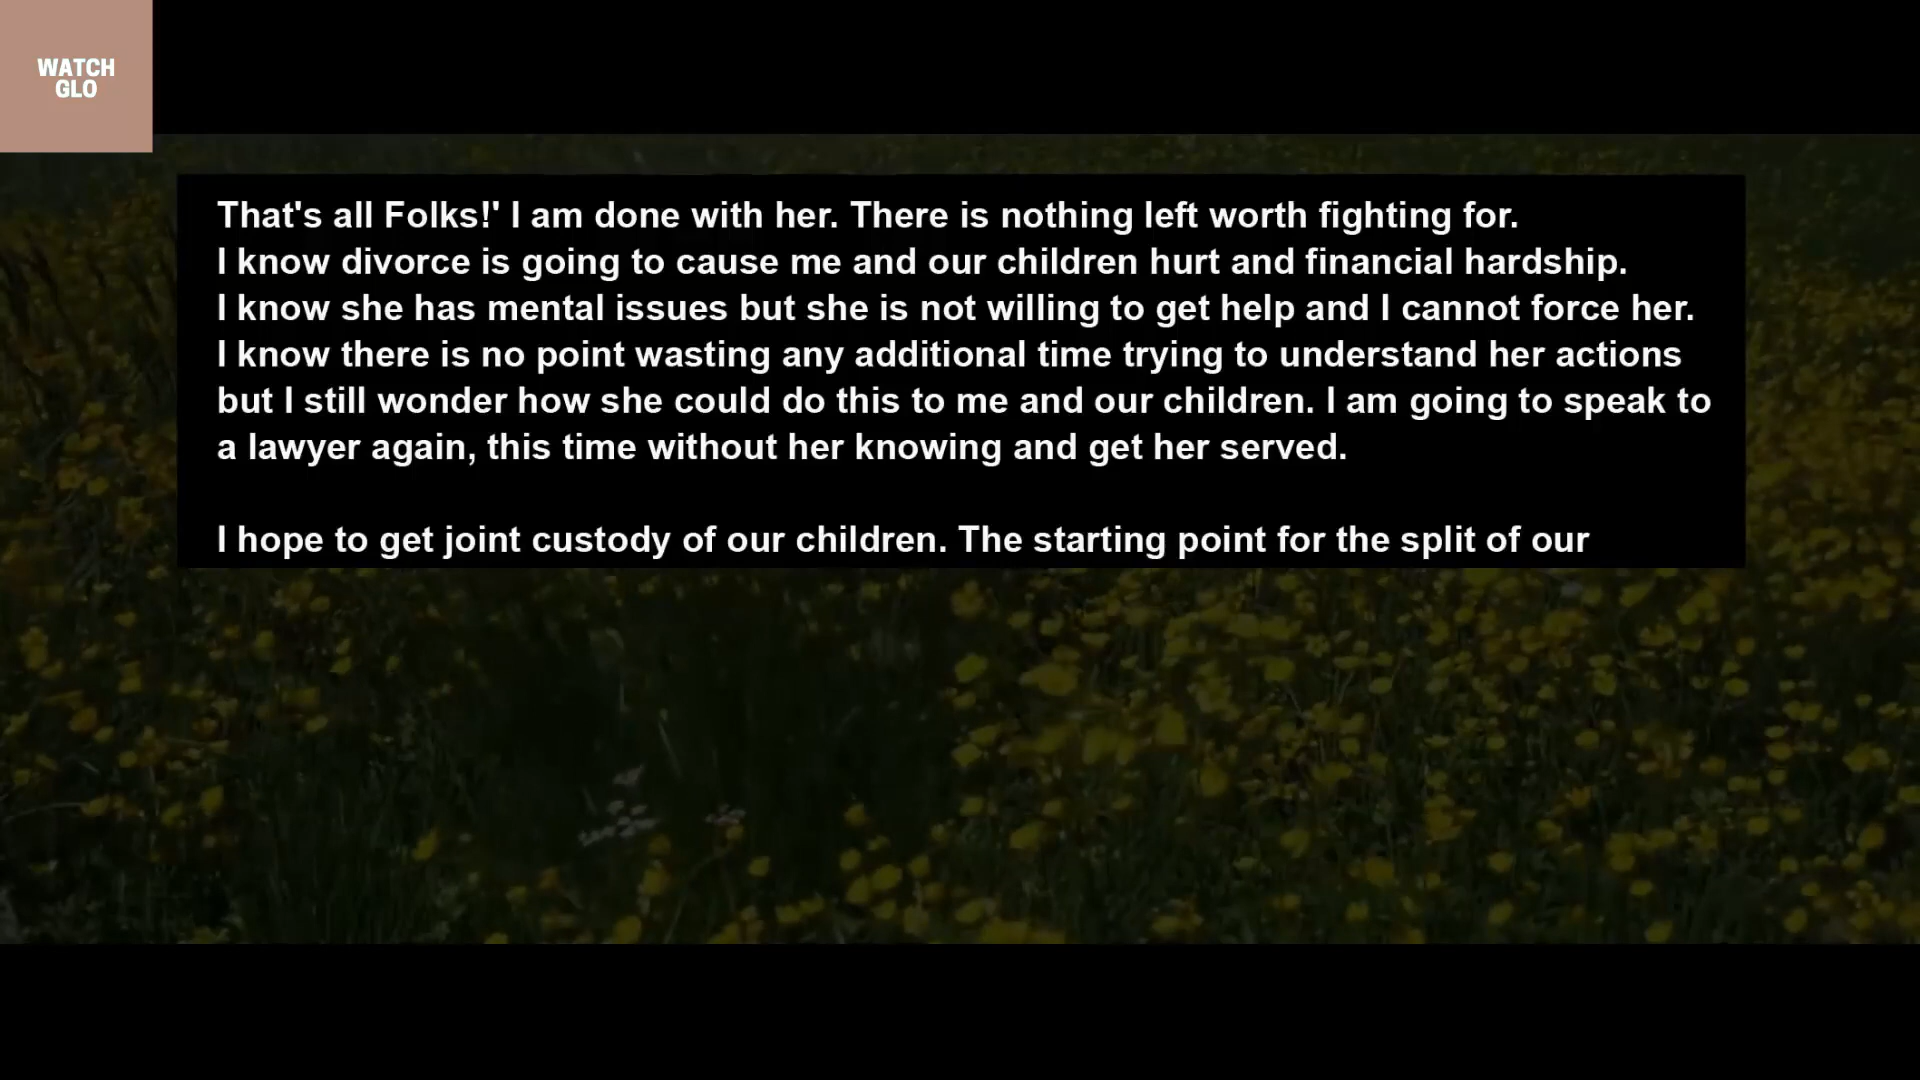 WATCH
GLO
That's all Folks!' I am done with her. There is nothing left worth fighting for.
I know divorce is going to cause me and our children hurt and financial hardship.
I know she has mental issues but she is not willing to get help and I cannot force her.
I know there is no point wasting any additional time trying to understand her actions
but I still wonder how she could do this to me and our children. I am going to speak to
a lawyer again, this time without her knowing and get her served.
I hope to get joint custody of our children. The starting point for the split of our